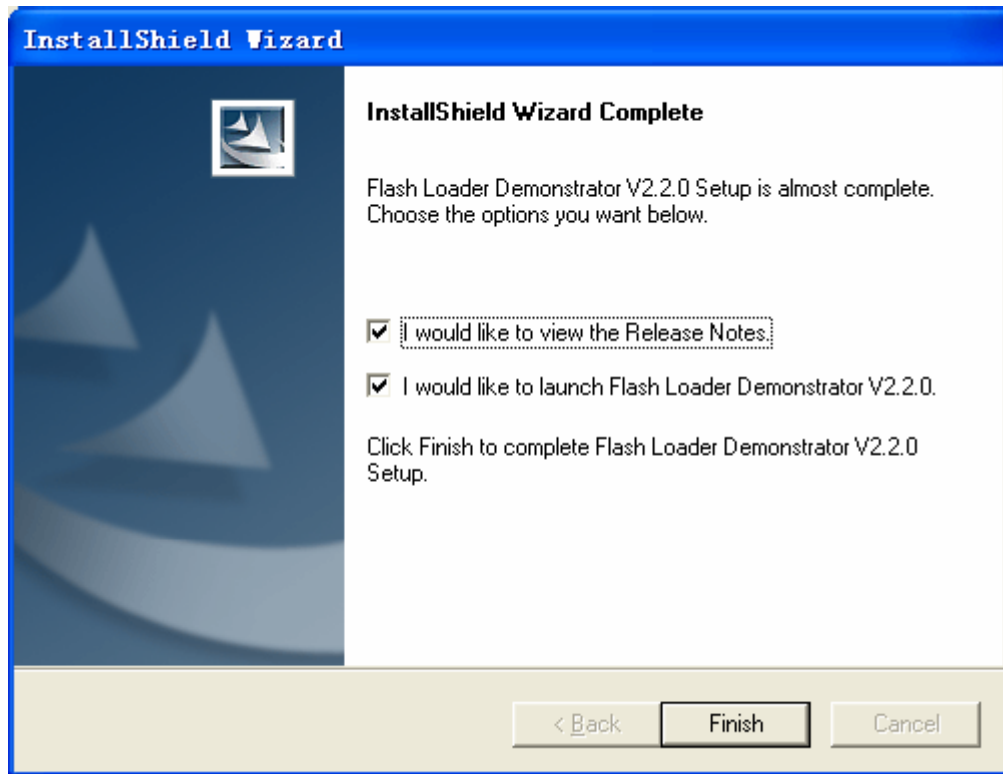 InstallShield Wizard
InstallShield Wizard Complete
Flash Loader Demonstrator V2.2.0 Setup is almost complete.
Choose the options you want below.
I would like to view the Release Notes.
I would like to launch Flash Loader Demonstrator V2.2.0.
Click Finish to complete Flash Loader Demonstrator V2.2.0
Setup.
< Back
Finish
Cancel